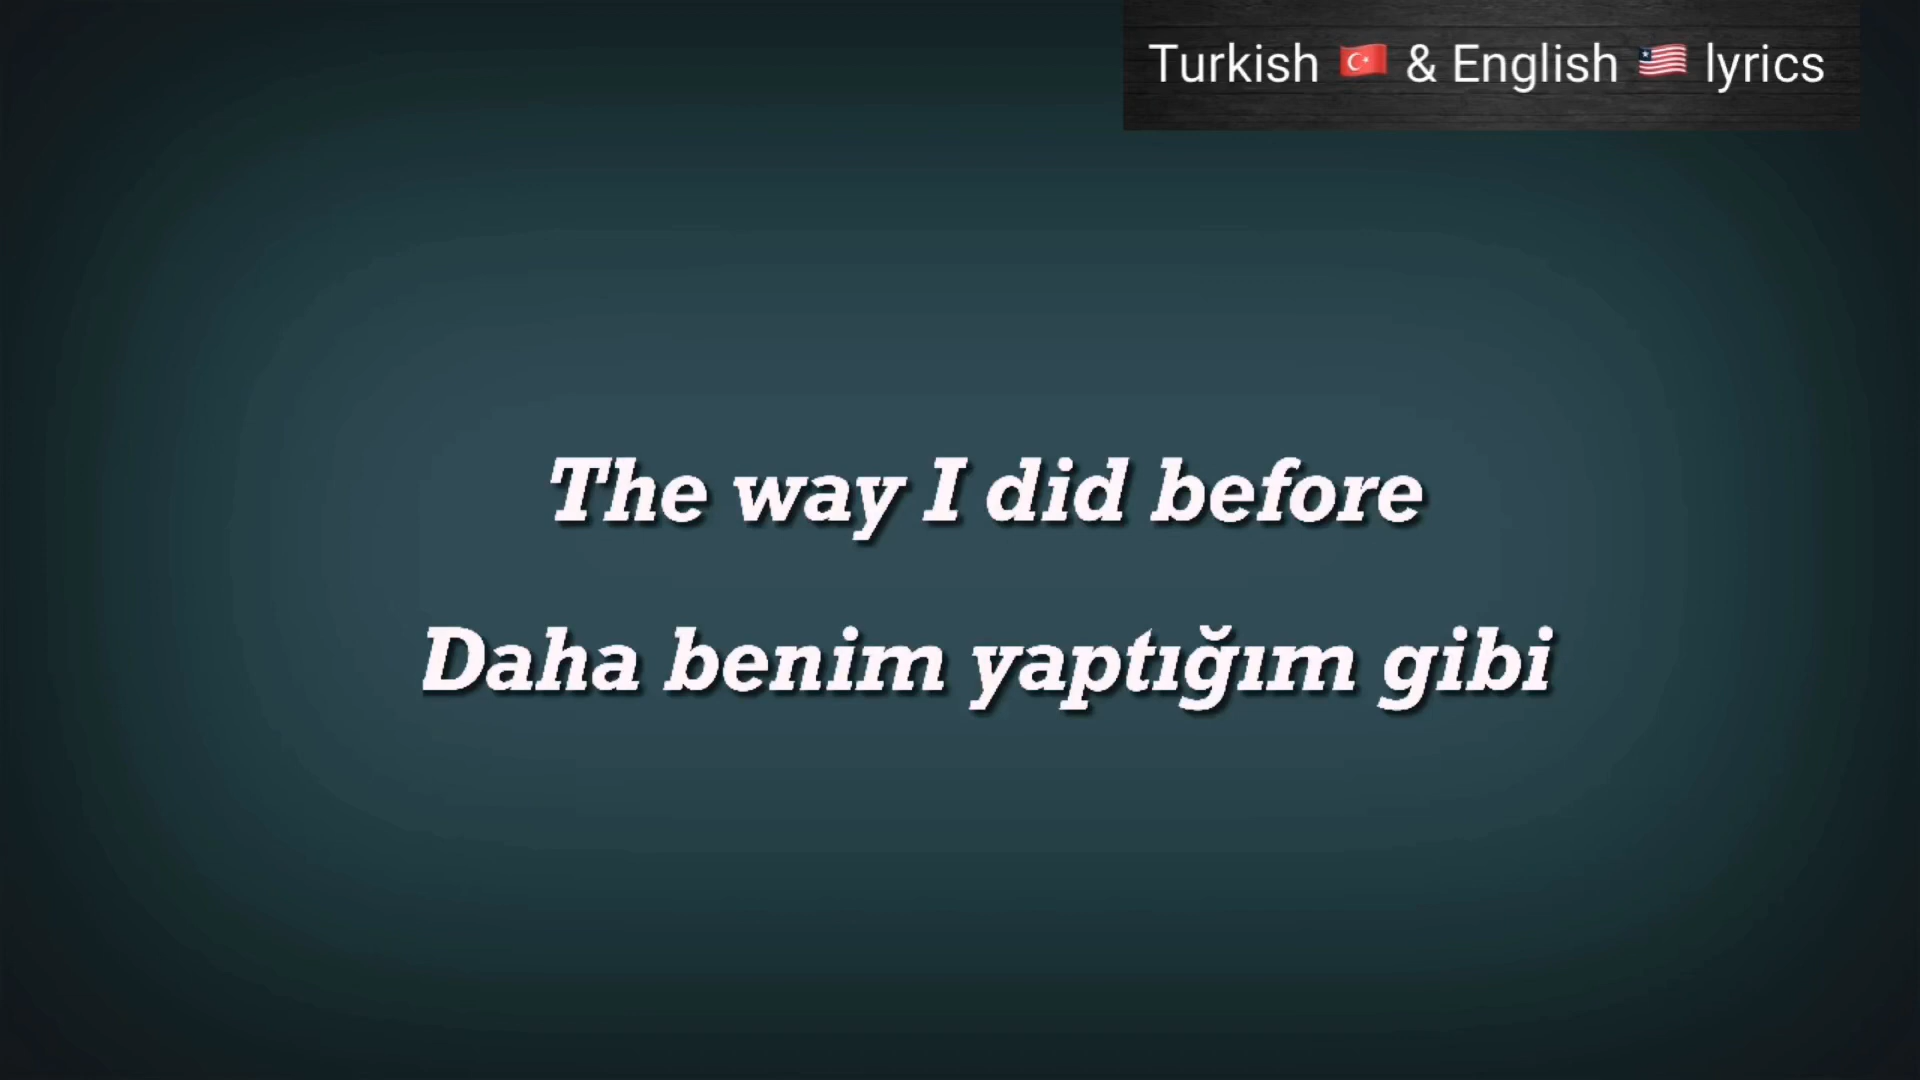 Turkish 🇹🇷 & English 🇱🇷 lyrics
The way I did before
Daha benim yaptığım gibi